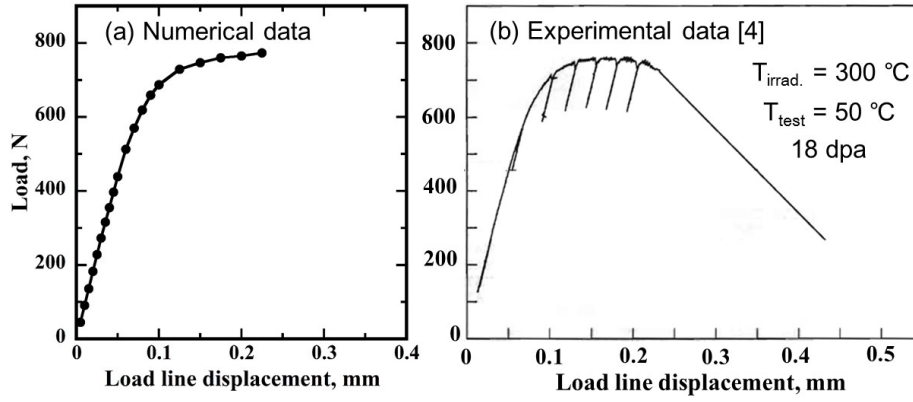 (a) Numerical data
800
600
400
200
0
Load, N
0 0.1 0.2 0.3 0.4
Load line displacement, mm
(b) Experimental data [4]
T irrad. = 300 °C
T test = 50 °C
18 dpa
800
600
400
200
0
0 0.1 0.2 0.3 0.4 0.5
Load line displacement, mm